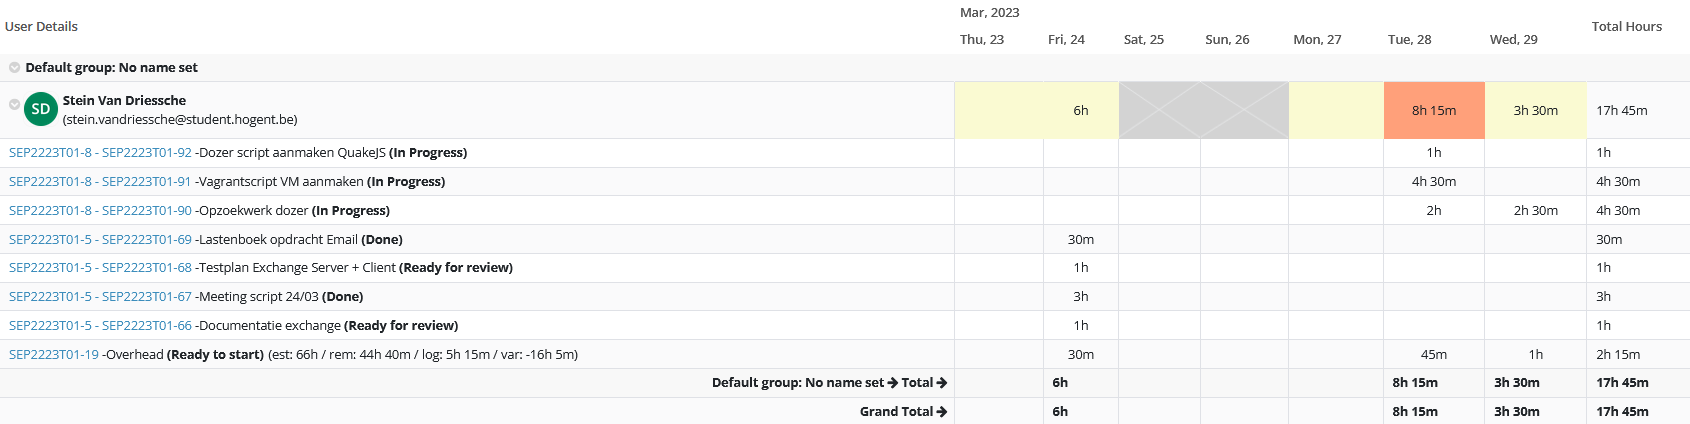 User Details Mar, 2023 Total Hours
Thu, 23 Fri, 24 Sat, 25 Sun, 26 Mon, 27 Tue, 28 Wed, 29
Default group: No name set
SD Stein Van Driessche 6h 8h 15m 3h 30m 17h 45m
(stein.vandriessche@student.hogent.be)
SEP2223T01-8 - SEP2223T01-92 -Dozer script aanmaken QuakeJS (In Progress) 1h 1h
SEP2223T01-8 - SEP2223T01-91 -Vagrantscript VM aanmaken (In Progress) 4h 30m 4h 30m
SEP2223T01-8 - SEP2223T01-90 -Opzoekwerk dozer (In Progress) 2h 2h 30m 4h 30m
SEP2223T01-5 - SEP2223T01-69 -Lastenboek opdracht Email (Done) 30m 30m
SEP2223T01-5 - SEP2223T01-68 -Testplan Exchange Server + Client (Ready for review) 1h 1h
SEP2223T01-5 - SEP2223T01-67 -Meeting script 24/03 (Done) 3h 3h
SEP2223T01-5 - SEP2223T01-66 -Documentatie exchange (Ready for review) 1h 1h
SEP2223T01-19 -Overhead (Ready to start) (est: 66h / rem: 44h 40m / log: 5h 15m / var: -16h 5m) 30m 45m 1h 2h 15m
Default group: No name set → Total → 6h 8h 15m 3h 30m 17h 45m
Grand Total → 6h 8h 15m 3h 30m 17h 45m